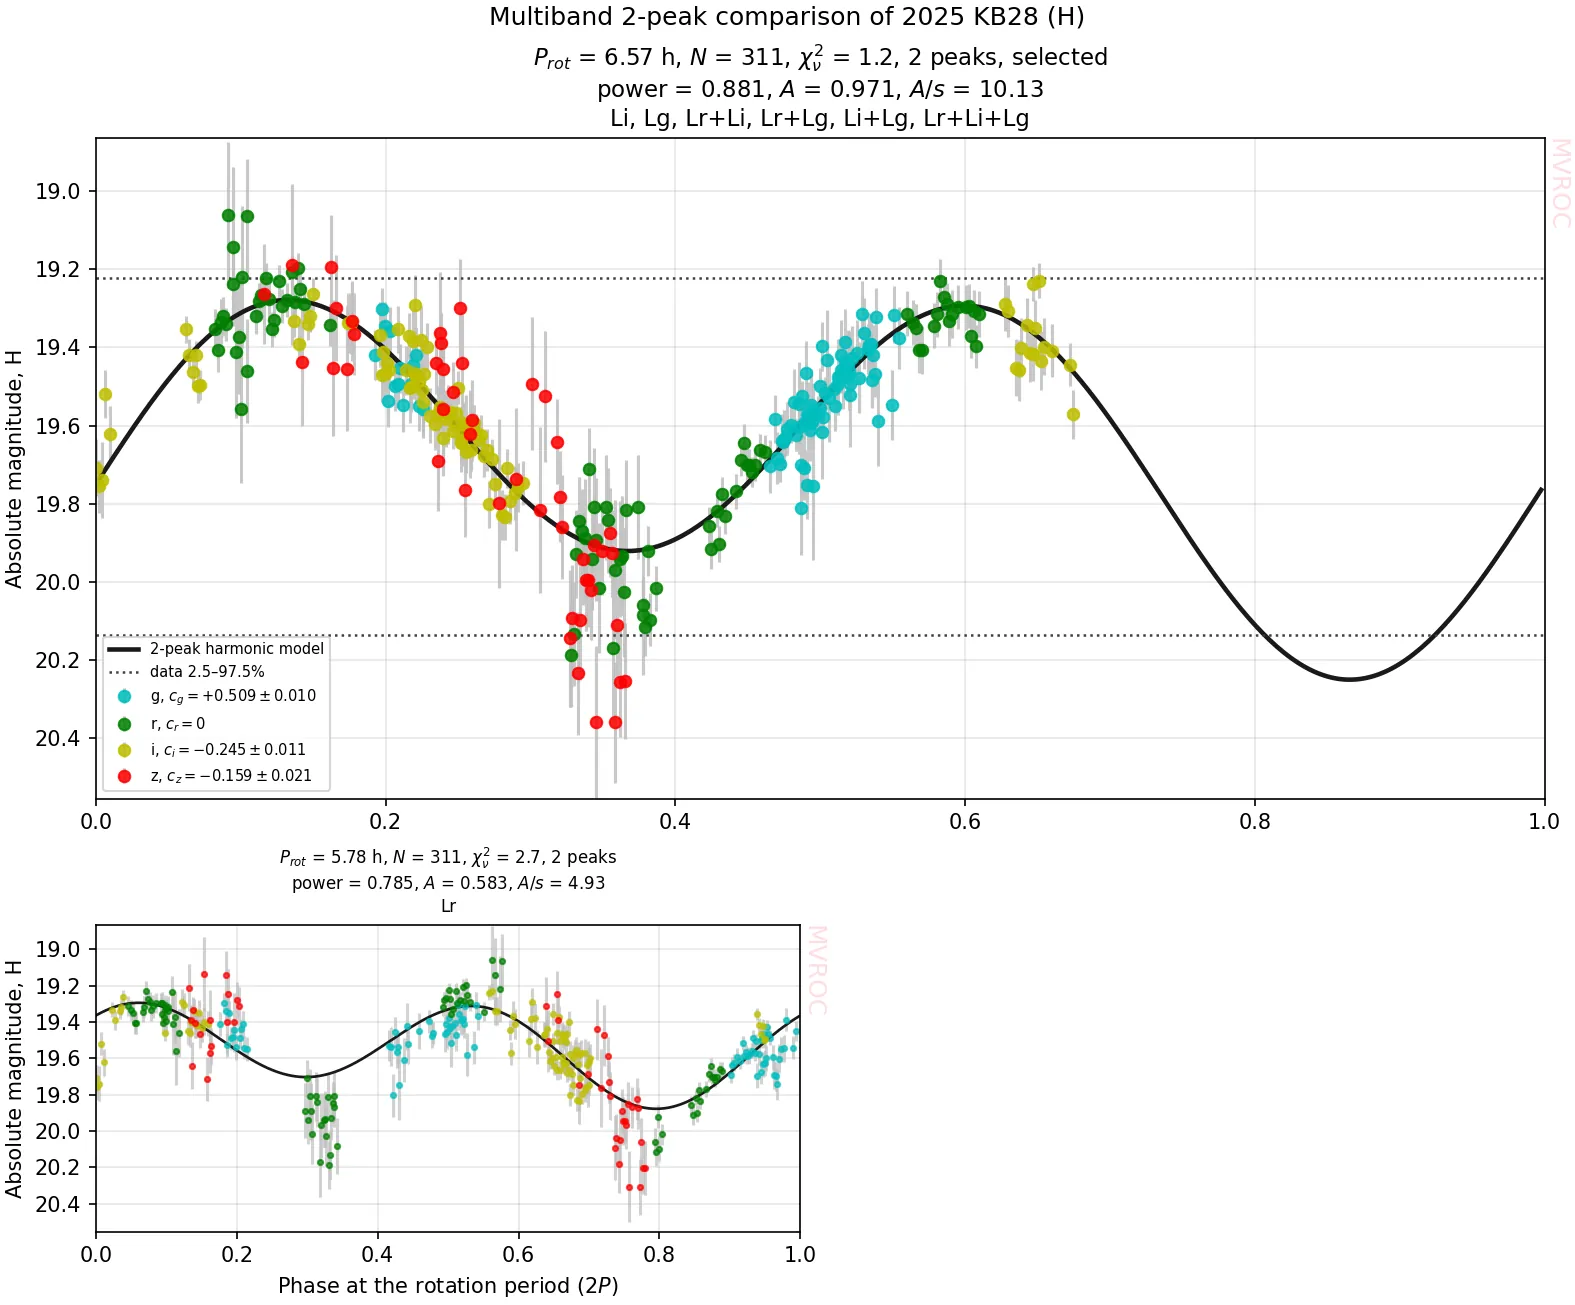 Multiband 2-peak comparison of 2025 KB28 (H)
P_rot = 6.57 h, N = 311, χ²_ν = 1.2, 2 peaks, selected
power = 0.881, A = 0.971, A/s = 10.13
Li, Lg, Lr+Li, Lr+Lg, Li+Lg, Lr+Li+Lg
MVROC
Absolute magnitude, H
19.0
19.2
19.4
19.6
19.8
20.0
20.2
20.4
2-peak harmonic model
data 2.5–97.5%
g, c_g = +0.509 ± 0.010
r, c_r = 0
i, c_i = −0.245 ± 0.011
z, c_z = −0.159 ± 0.021
0.0 0.2 0.4 0.6 0.8 1.0
P_rot = 5.78 h, N = 311, χ²_ν = 2.7, 2 peaks
power = 0.785, A = 0.583, A/s = 4.93
Lr
MVROC
Absolute magnitude, H
19.0
19.2
19.4
19.6
19.8
20.0
20.2
20.4
0.0 0.2 0.4 0.6 0.8 1.0
Phase at the rotation period (2P)